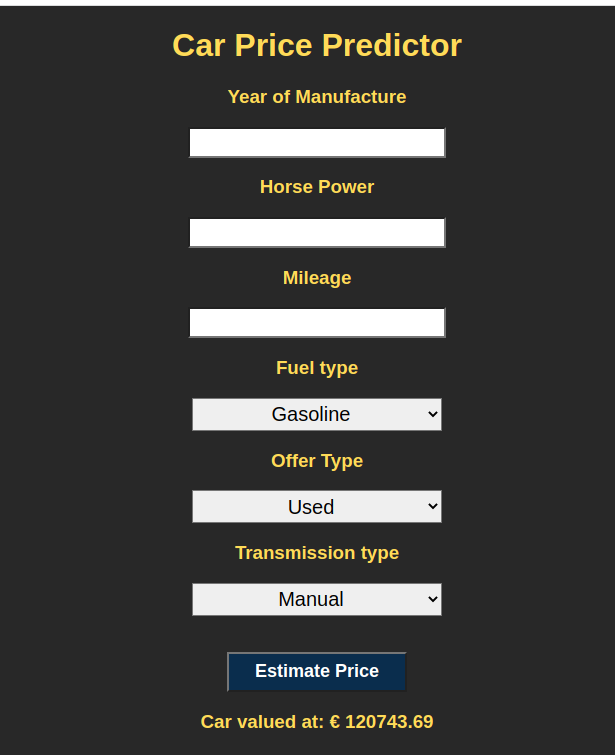 Car Price Predictor
Year of Manufacture
Horse Power
Mileage
Fuel type
Gasoline
Offer Type
Used
Transmission type
Manual
Estimate Price
Car valued at: € 120743.69